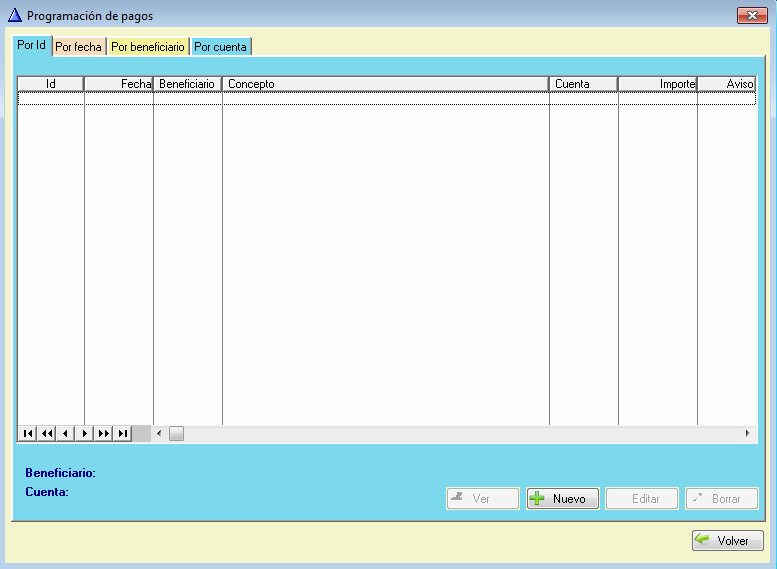 Programación de pagos
Por Id Por fecha Por beneficiario Por cuenta
Id Fecha Beneficiario Concepto Cuenta Importe Aviso
Beneficiario:
Cuenta:
Ver Nuevo Editar Borrar
Volver